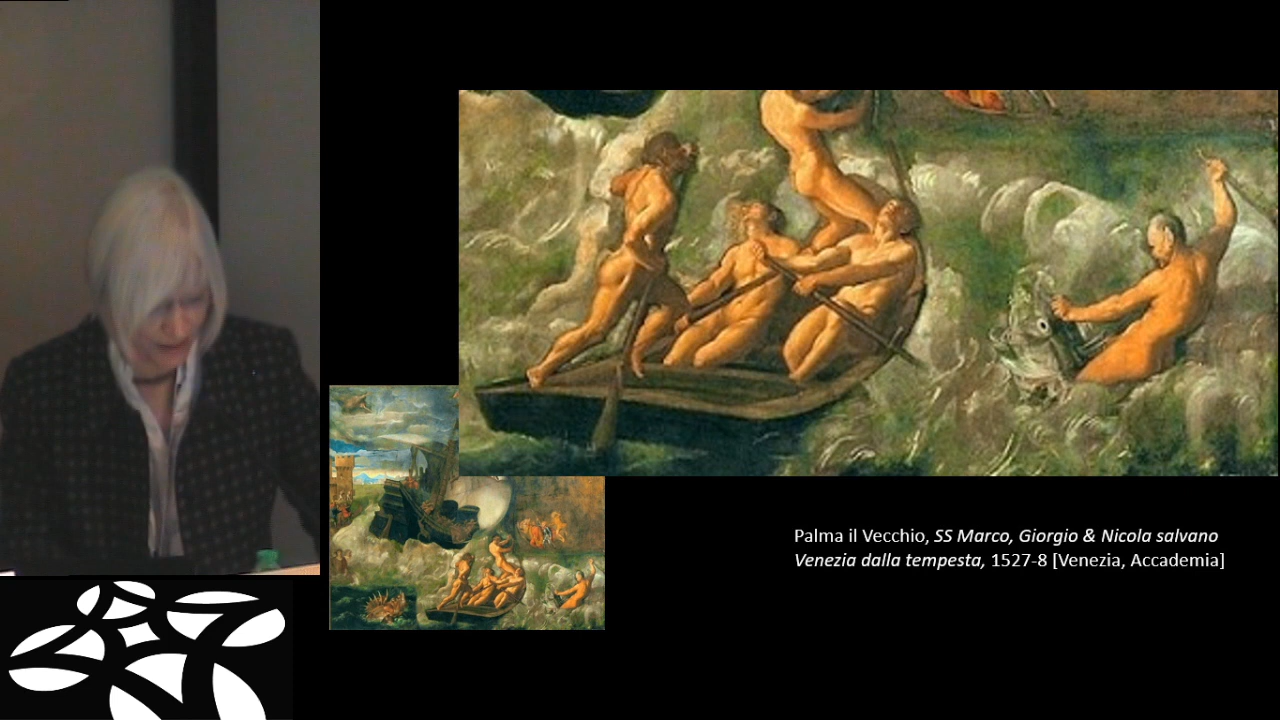 Palma il Vecchio, SS Marco, Giorgio & Nicola salvano
Venezia dalla tempesta, 1527-8 [Venezia, Accademia]